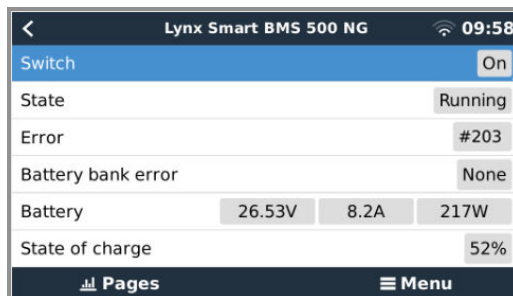 Lynx Smart BMS 500 NG 09:58
Switch On
State Running
Error #203
Battery bank error None
Battery 26.53V 8.2A 217W
State of charge 52%
Pages Menu